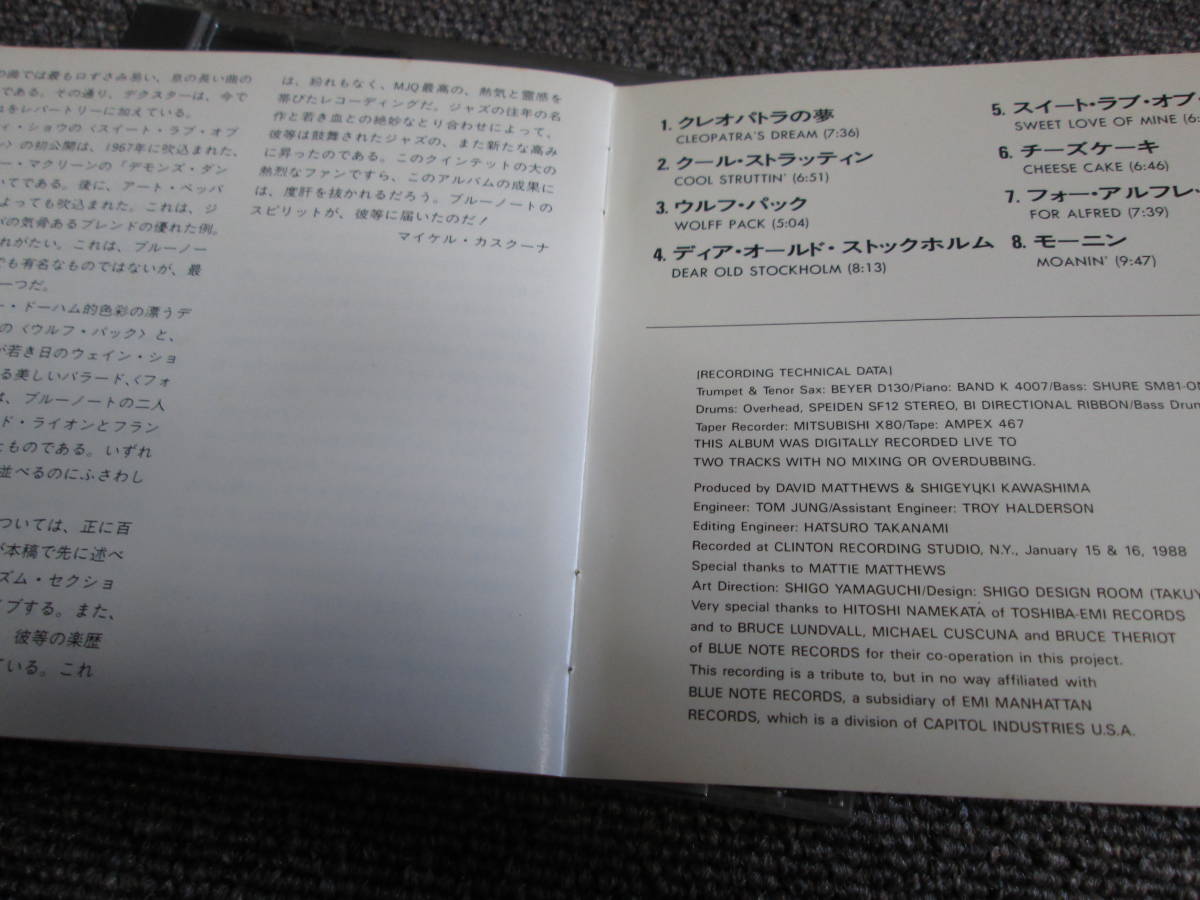 の曲では最も口ずさみ易い、息の長い曲の
である。その通り、デクスターは、今で
をレパートリーに加えている。
ィ・ショウの〈スイート・ラブ・オブ
〉の初公開は、1967年に吹込まれた、
ー・マクリーンの「デモンズ・ダン
いてである。後に、アート・ペッパ
よっても吹込まれた。これは、ジ
の気骨あるブレンドの優れた例。
れがたい。これは、ブルーノー
でも有名なものではないが、最
一つだ。
ー・ドーハム的色彩の漂うデ
の〈ウルフ・パック〉と、
が若き日のウェイン・ショ
る美しいバラード、〈フォ
は、ブルーノートの二人
ド・ライオンとフラン
ものである。いずれ
並べるのにふさわし
ついては、正に百
が本稿で先に述べ
ズム・セクショ
イブする。また、
彼等の楽歴
ている。これ
は、紛れもなく、MJQ最高の、熱気と霊感を
帯びたレコーディングだ。ジャズの往年の名
作と若き血との絶妙なとり合わせによって、
彼等は鼓舞されたジャズの、また新たな高み
に昇ったのである。このクインテットの大の
熱烈なファンですら、このアルバムの成果に
は、度肝を抜かれるだろう。ブルーノートの
スピリットが、彼等に届いたのだ！
マイケル・カスクーナ
1. クレオパトラの夢
CLEOPATRA'S DREAM (7:36)
2. クール・ストラッティン
COOL STRUTTIN' (6:51)
3. ウルフ・パック
WOLFF PACK (5:04)
4. ディア・オールド・ストックホルム
DEAR OLD STOCKHOLM (8:13)
5. スイート・ラブ・オブ・
SWEET LOVE OF MINE (6:
6. チーズケーキ
CHEESE CAKE (6:46)
7. フォー・アルフレ
FOR ALFRED (7:39)
8. モーニン
MOANIN' (9:47)
[RECORDING TECHNICAL DATA]
Trumpet & Tenor Sax: BEYER D130/Piano: BAND K 4007/Bass: SHURE SM81-ON
Drums: Overhead, SPEIDEN SF12 STEREO, BI DIRECTIONAL RIBBON/Bass Drum
Taper Recorder: MITSUBISHI X80/Tape: AMPEX 467
THIS ALBUM WAS DIGITALLY RECORDED LIVE TO
TWO TRACKS WITH NO MIXING OR OVERDUBBING.
Produced by DAVID MATTHEWS & SHIGEYUKI KAWASHIMA
Engineer: TOM JUNG/Assistant Engineer: TROY HALDERSON
Editing Engineer: HATSURO TAKANAMI
Recorded at CLINTON RECORDING STUDIO, N.Y., January 15 & 16, 1988
Special thanks to MATTIE MATTHEWS
Art Direction: SHIGO YAMAGUCHI/Design: SHIGO DESIGN ROOM (TAKUY
Very special thanks to HITOSHI NAMEKATA of TOSHIBA-EMI RECORDS
and to BRUCE LUNDVALL, MICHAEL CUSCUNA and BRUCE THERIOT
of BLUE NOTE RECORDS for their co-operation in this project.
This recording is a tribute to, but in no way affiliated with
BLUE NOTE RECORDS, a subsidiary of EMI MANHATTAN
RECORDS, which is a division of CAPITOL INDUSTRIES U.S.A.